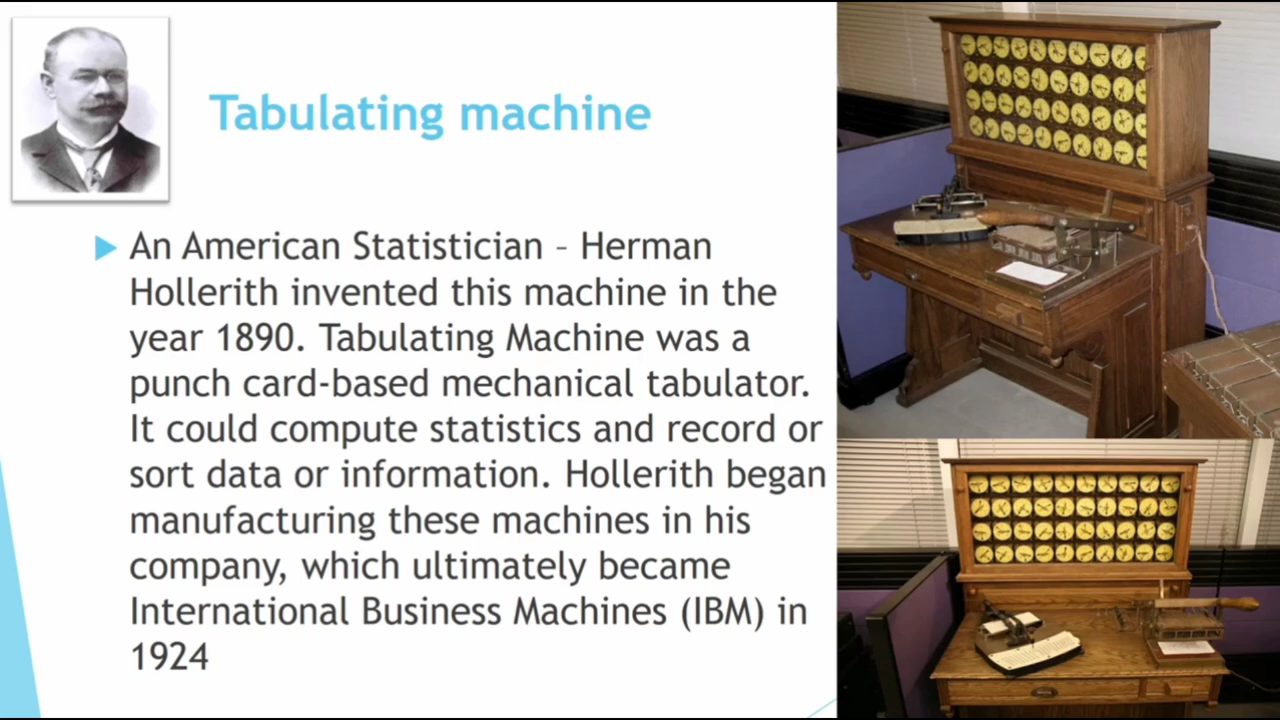 Tabulating machine
An American Statistician – Herman
Hollerith invented this machine in the
year 1890. Tabulating Machine was a
punch card-based mechanical tabulator.
It could compute statistics and record or
sort data or information. Hollerith began
manufacturing these machines in his
company, which ultimately became
International Business Machines (IBM) in
1924